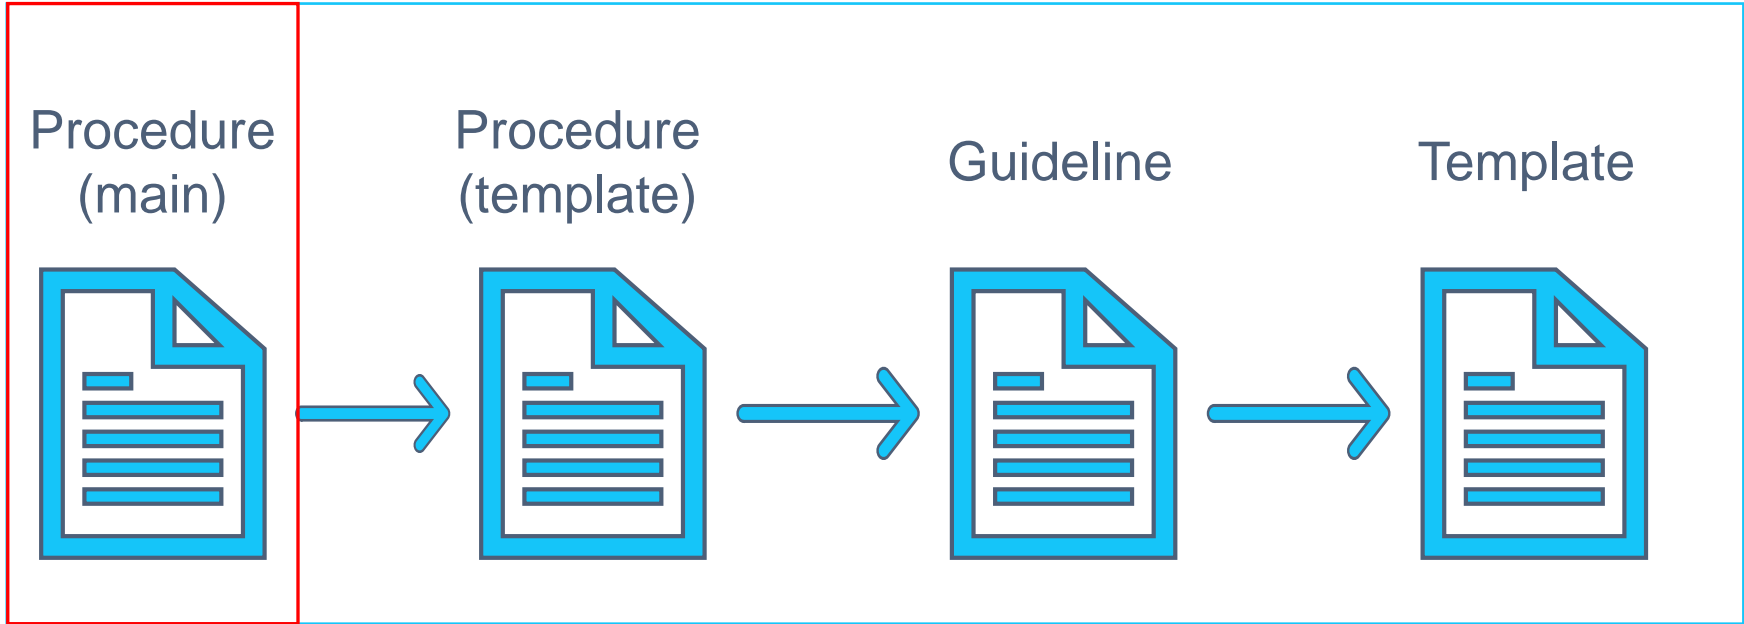 Procedure
(main)
Procedure
(template)
Guideline
Template